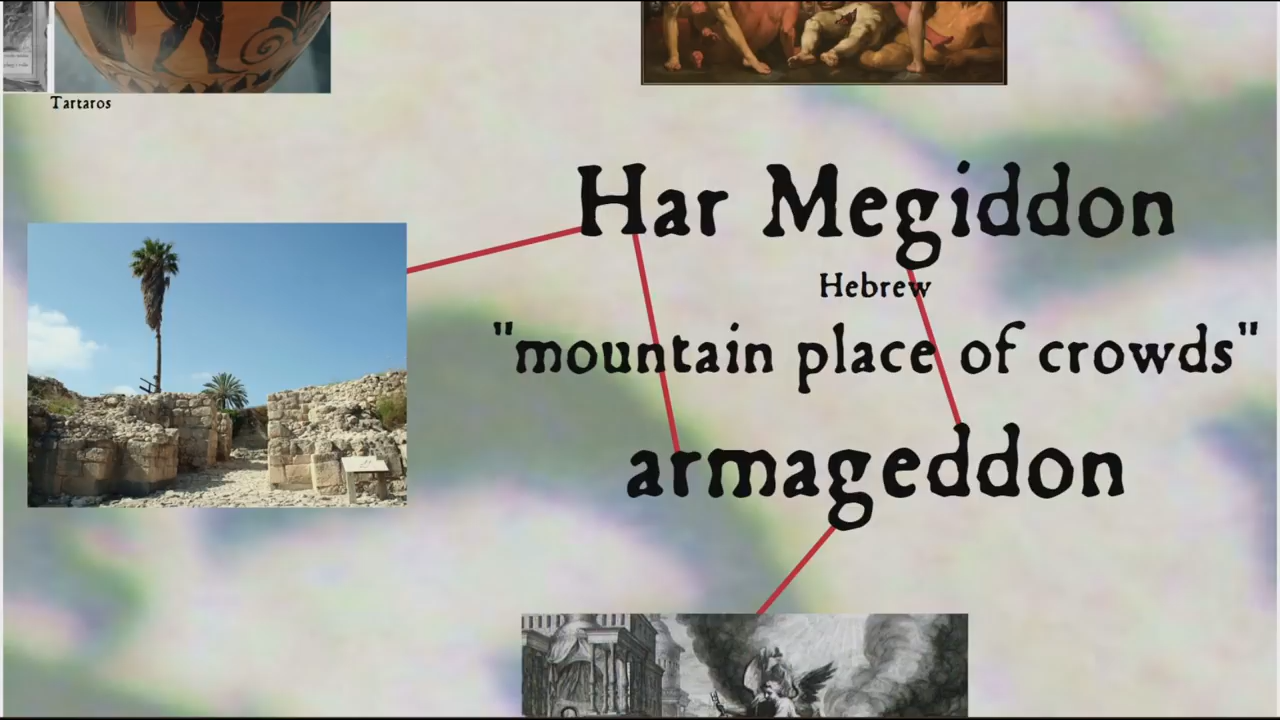 Tartaros
Har Megiddon
Hebrew
"mountain place of crowds"
armageddon